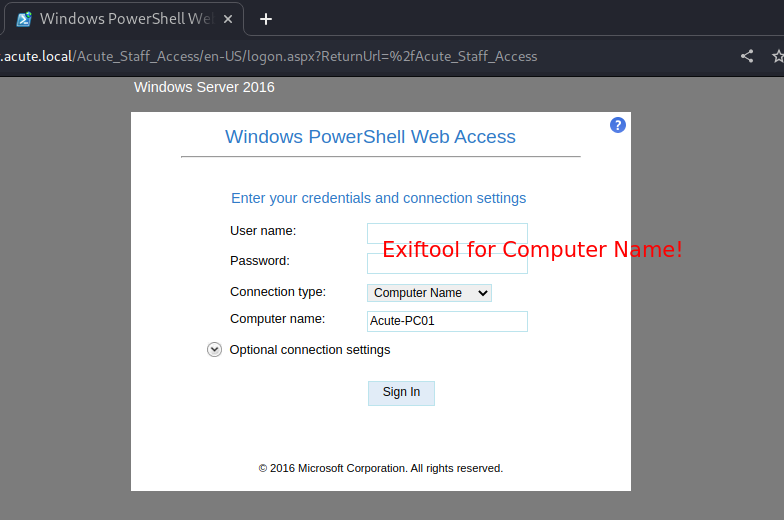 Windows PowerShell We
.acute.local/Acute_Staff_Access/en-US/logon.aspx?ReturnUrl=%2fAcute_Staff_Access
Windows Server 2016
Windows PowerShell Web Access
?
Enter your credentials and connection settings
User name:
Exiftool for Computer Name!
Password:
Connection type: Computer Name
Computer name: Acute-PC01
Optional connection settings
Sign In
© 2016 Microsoft Corporation. All rights reserved.